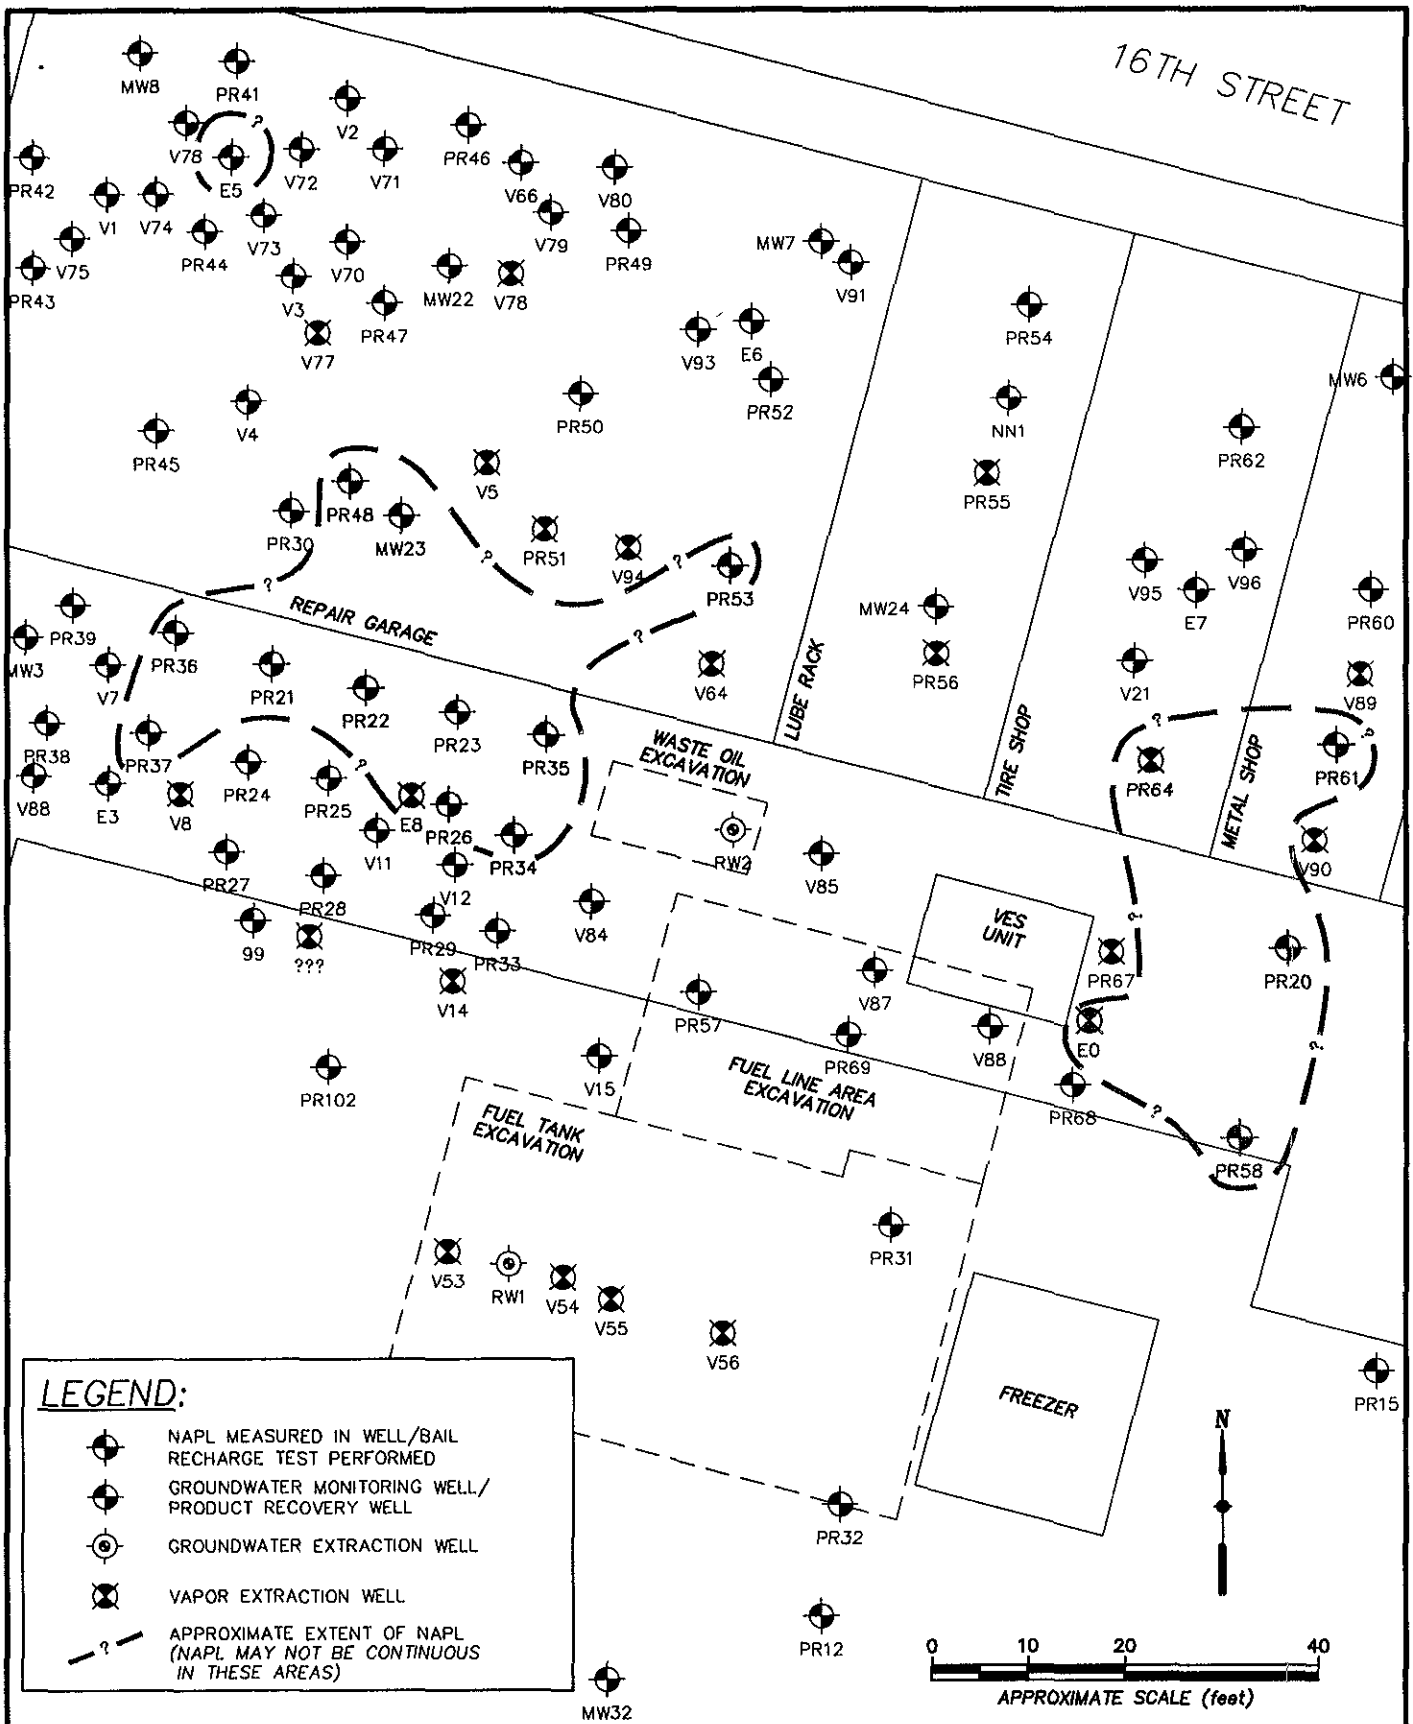 16TH STREET
MW8
PR41
V2
PR46
?
V78
E5
V72
V71
V66
V80
PR42
V1
V74
V73
V79
PR49
MW7
V91
V75
PR44
V70
PR43
V3
MW22
V78
PR47
PR54
V77
V93
E6
MW6
V4
PR50
PR52
NN1
PR45
PR62
V5
PR55
PR48
PR30
MW23
?
PR51
V94
?
PR53
V95
V96
?
REPAIR GARAGE
MW24
E7
PR60
PR39
MW3
PR36
?
V7
PR21
PR22
V64
LUBE RACK
PR56
V21
V89
PR38
PR37
PR23
PR35
WASTE OIL
EXCAVATION
TIRE SHOP
?
METAL SHOP
?
PR61
V88
E3
V8
PR24
?
PR25
E8
PR26
PR64
V11
PR34
RW2
V85
V90
PR27
PR28
V12
99
???
PR29
PR33
V84
VES
UNIT
?
PR67
PR20
V14
PR57
V87
V15
PR69
V88
E0
?
PR102
FUEL LINE AREA
EXCAVATION
PR68
?
FUEL TANK
EXCAVATION
PR58
PR31
V53
RW1
V54
V55
V56
FREEZER
PR15
LEGEND:
NAPL MEASURED IN WELL/BAIL
RECHARGE TEST PERFORMED
GROUNDWATER MONITORING WELL/
PRODUCT RECOVERY WELL
GROUNDWATER EXTRACTION WELL
VAPOR EXTRACTION WELL
?
APPROXIMATE EXTENT OF NAPL
(NAPL MAY NOT BE CONTINUOUS
IN THESE AREAS)
N
PR32
PR12
MW32
0 10 20 40
APPROXIMATE SCALE (feet)